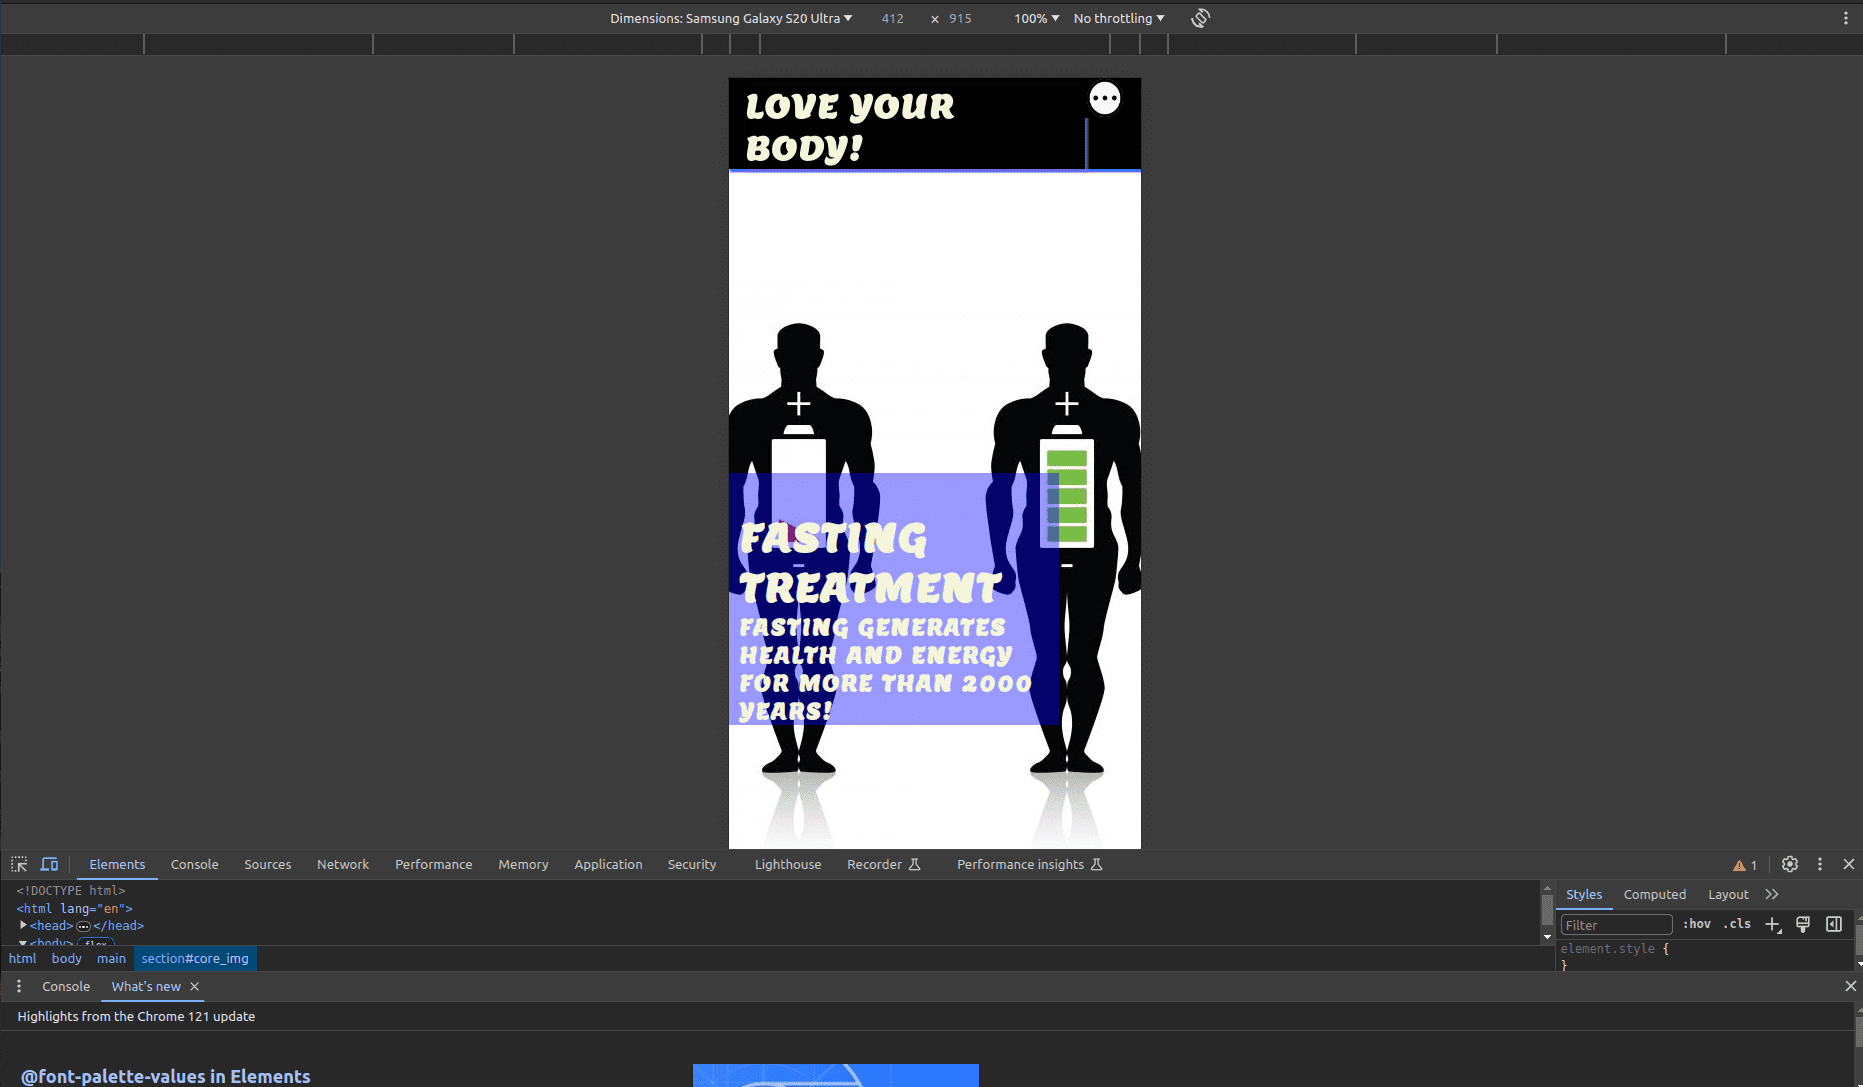 Dimensions: Samsung Galaxy S20 Ultra ▼ 412 × 915 100% ▼ No throttling ▼
LOVE YOUR
BODY!
FASTING
TREATMENT
FASTING GENERATES
HEALTH AND ENERGY
FOR MORE THAN 2000
YEARS!
Elements Console Sources Network Performance Memory Application Security Lighthouse Recorder Performance insights 1
<!DOCTYPE html>
<html lang="en">
<head> </head>
<body> flex
html body main section#core_img
Styles Computed Layout
Filter :hov .cls
element.style {
}
Console What's new
Highlights from the Chrome 121 update
@font-palette-values in Elements